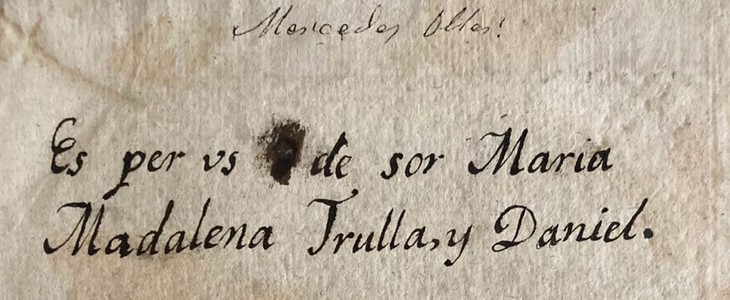 Mercedes
Es per vs de sor Maria
Madalena Trulla, y Daniel.